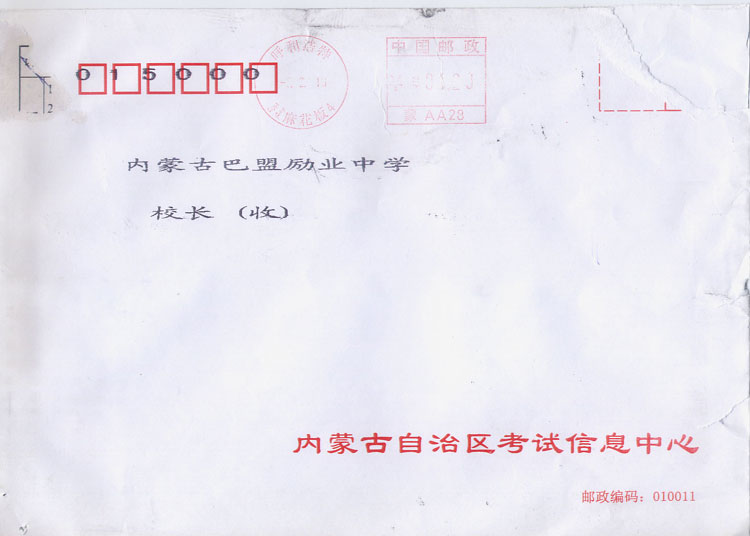 015000
中国邮政
蒙 AA28
内蒙古巴盟励业中学
校长 (收)
内蒙古自治区考试信息中心
邮政编码：010011